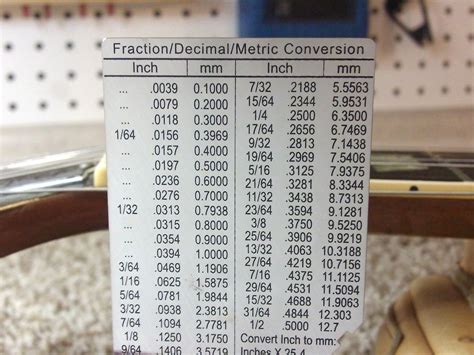 Fraction/Decimal/Metric Conversion
Inch mm
... .0039 0.1000
... .0079 0.2000
... .0118 0.3000
1/64 .0156 0.3969
... .0157 0.4000
... .0197 0.5000
... .0236 0.6000
... .0276 0.7000
1/32 .0313 0.7938
... .0315 0.8000
... .0354 0.9000
... .0394 1.0000
3/64 .0469 1.1906
1/16 .0625 1.5875
5/64 .0781 1.9844
3/32 .0938 2.3813
7/64 .1094 2.7781
1/8 .1250 3.1750
9/64 .1406 3.5719
Inch mm
7/32 .2188 5.5563
15/64 .2344 5.9531
1/4 .2500 6.3500
17/64 .2656 6.7469
9/32 .2813 7.1438
19/64 .2969 7.5406
5/16 .3125 7.9375
21/64 .3281 8.3344
11/32 .3438 8.7313
23/64 .3594 9.1281
3/8 .3750 9.5250
25/64 .3906 9.9219
13/32 .4063 10.3188
27/64 .4219 10.7156
7/16 .4375 11.1125
29/64 .4531 11.5094
15/32 .4688 11.9063
31/64 .4844 12.303
1/2 .5000 12.7
Convert Inch to mm:
Inches X 25.4